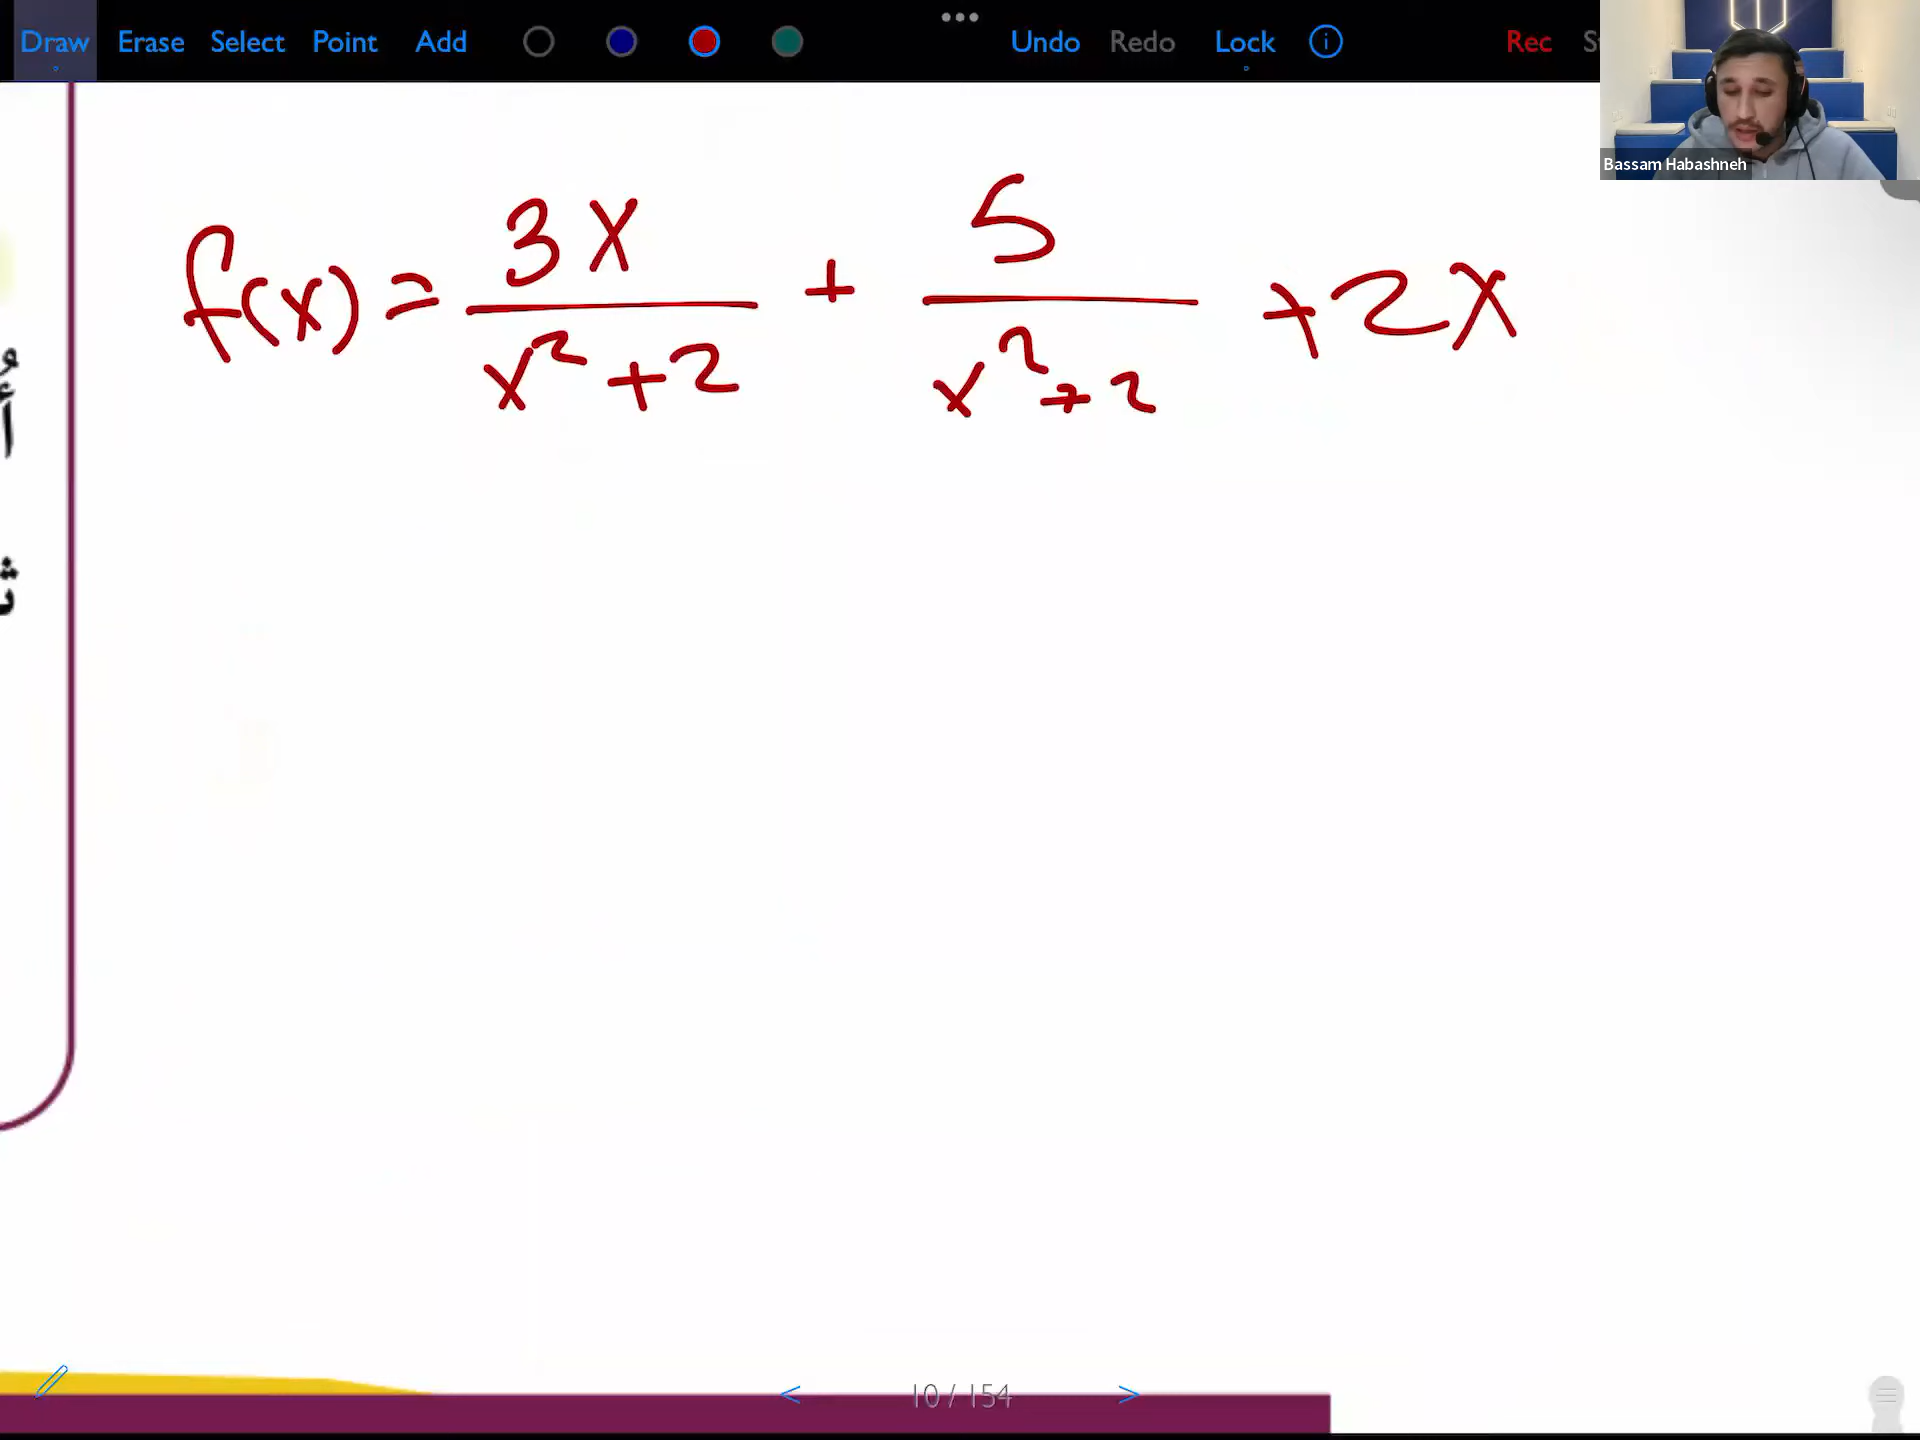 Draw Erase Select Point Add Undo Redo Lock Rec
Bassam Habashneh
f(x) = 3x / x² + 2 + 5 / x² + 2 + 2x
< 10 / 154 >